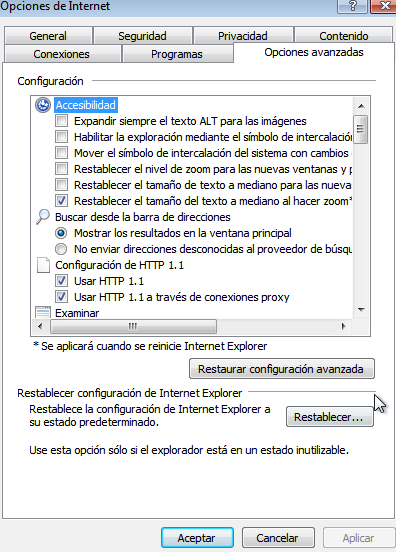 Opciones de Internet
General Seguridad Privacidad Contenido
Conexiones Programas Opciones avanzadas
Configuración
Accesibilidad
Expandir siempre el texto ALT para las imágenes
Habilitar la exploración mediante el símbolo de intercalación
Mover el símbolo de intercalación del sistema con cambios
Restablecer el nivel de zoom para las nuevas ventanas y
Restablecer el tamaño de texto a mediano para las nueva
Restablecer el tamaño del texto a mediano al hacer zoom*
Buscar desde la barra de direcciones
Mostrar los resultados en la ventana principal
No enviar direcciones desconocidas al proveedor de búsqu
Configuración de HTTP 1.1
Usar HTTP 1.1
Usar HTTP 1.1 a través de conexiones proxy
Examinar
* Se aplicará cuando se reinicie Internet Explorer
Restaurar configuración avanzada
Restablecer configuración de Internet Explorer
Restablece la configuración de Internet Explorer a
su estado predeterminado.
Restablecer...
Use esta opción sólo si el explorador está en un estado inutilizable.
Aceptar Cancelar Aplicar